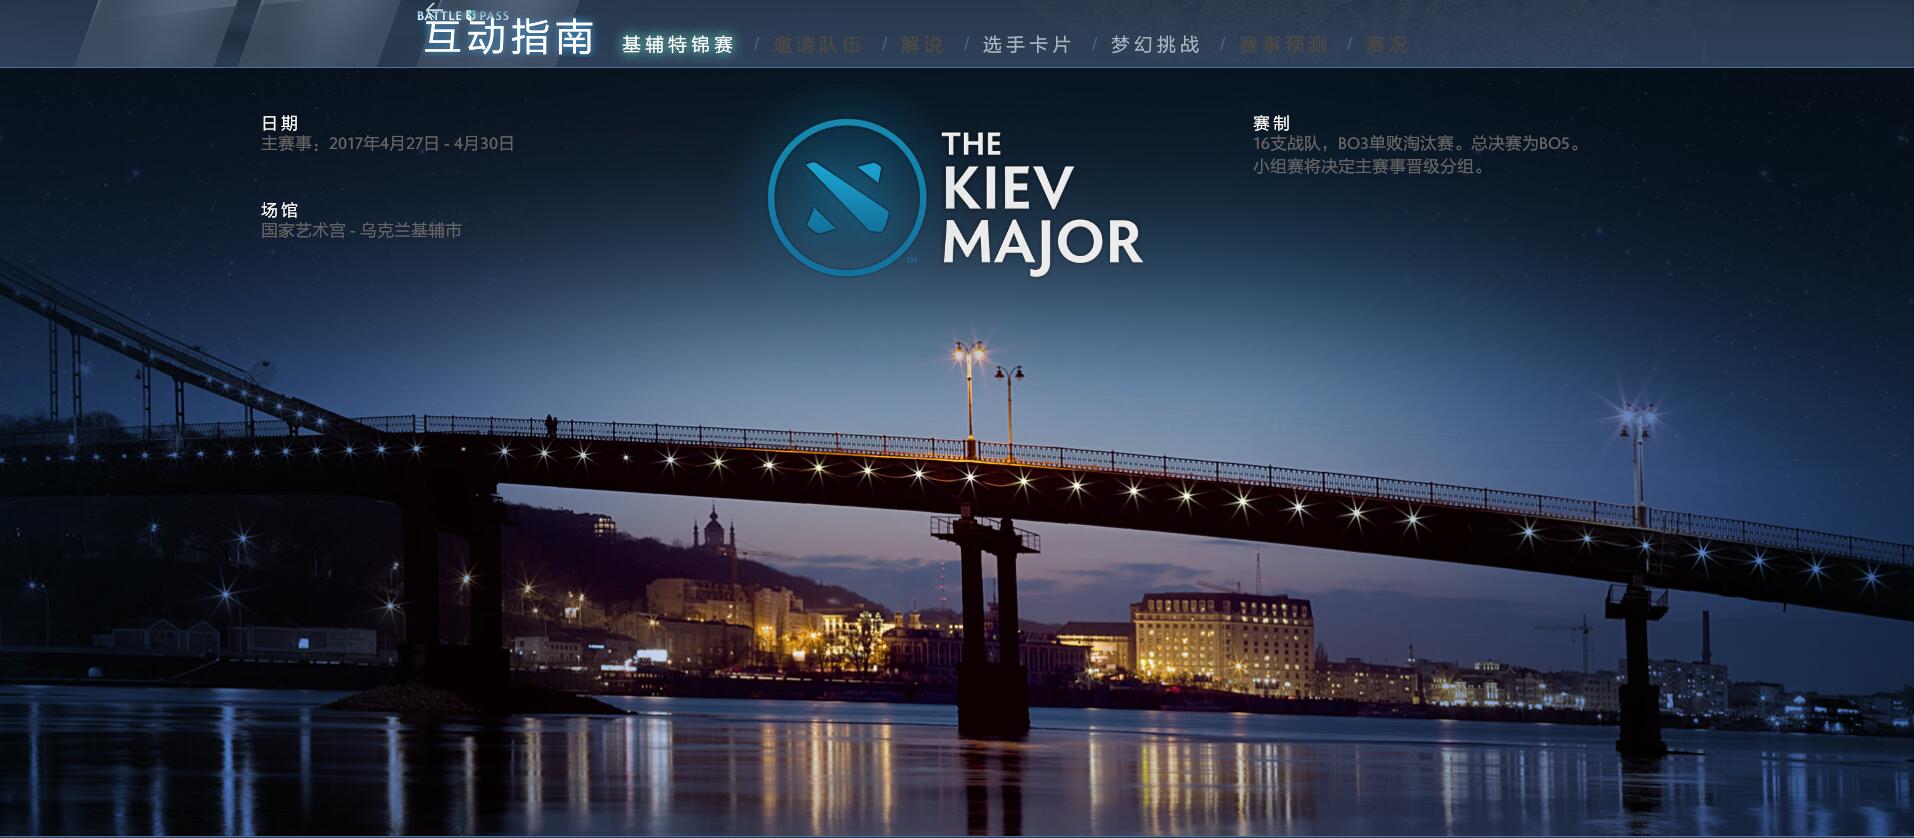 BATTLE PASS
互动指南
基辅特锦赛 / 邀请队伍 / 解说 / 选手卡片 / 梦幻挑战 / 赛事预测 / 赛况
日期
主赛事：2017年4月27日 - 4月30日
场馆
国家艺术宫 - 乌克兰基辅市
THE
KIEV
MAJOR
TM
赛制
16支战队，BO3单败淘汰赛。总决赛为BO5。
小组赛将决定主赛事晋级分组。